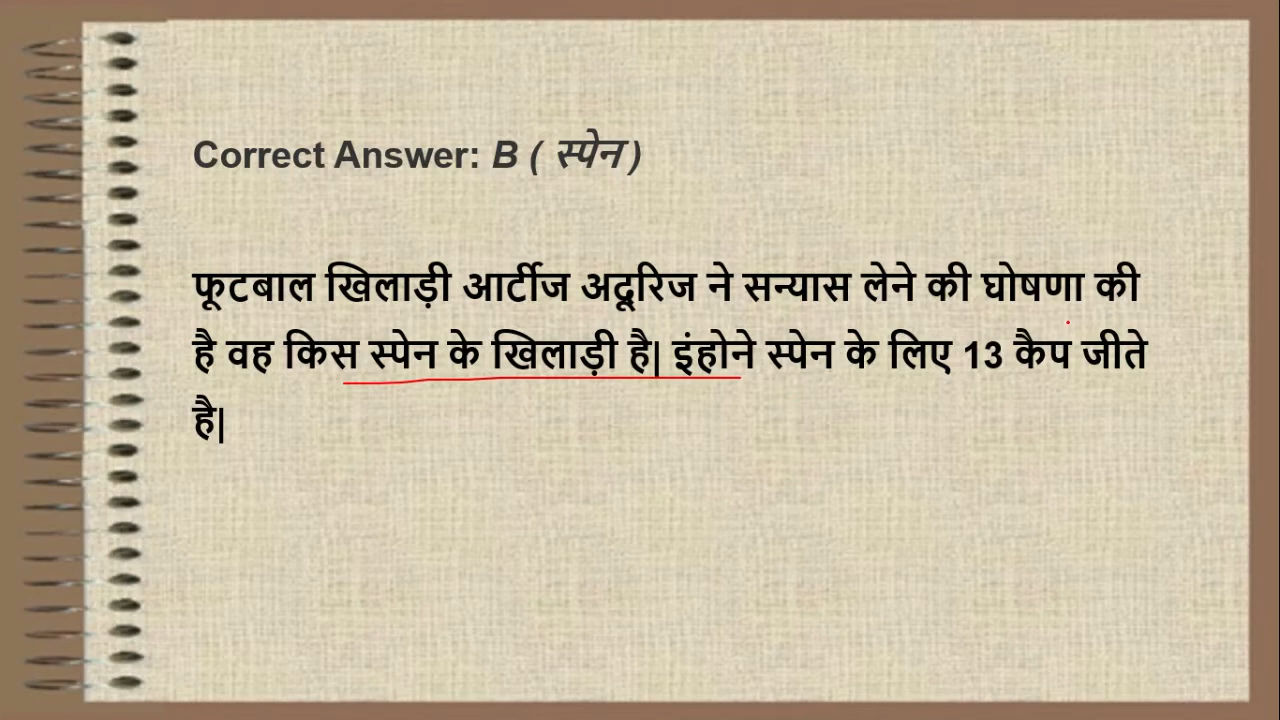 Correct Answer: B ( स्पेन )
फूटबाल खिलाड़ी आर्टीज अदूरिज ने सन्यास लेने की घोषणा की
है वह किस स्पेन के खिलाड़ी है| इंहोने स्पेन के लिए 13 कैप जीते
है|